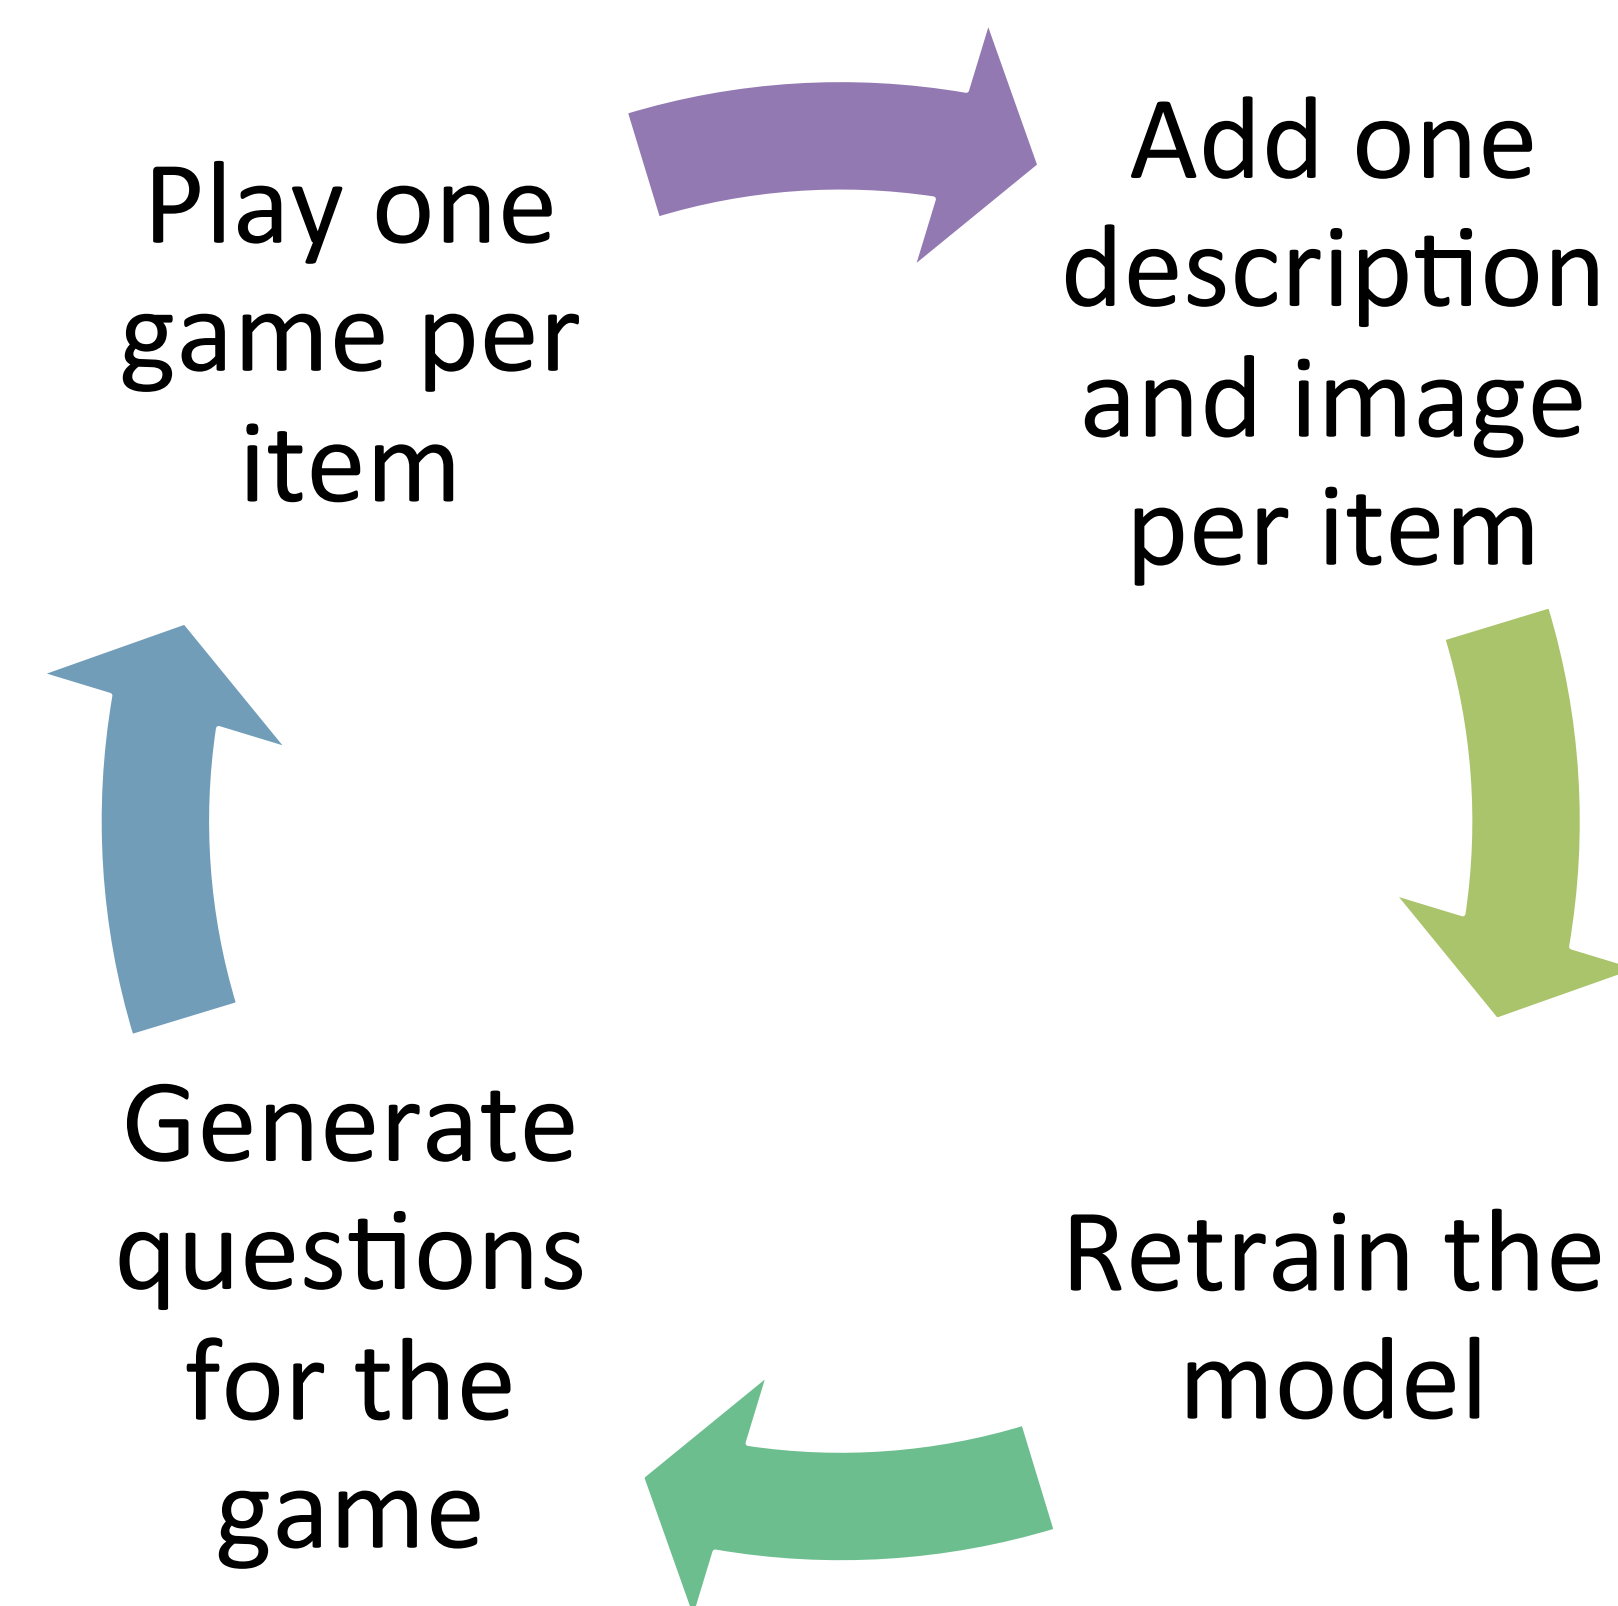 Play one
game per
item
Add one
description
and image
per item
Retrain the
model
Generate
questions
for the
game